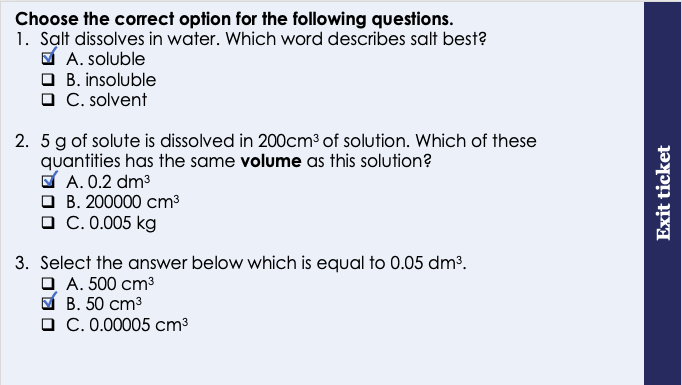 Choose the correct option for the following questions.
1. Salt dissolves in water. Which word describes salt best?
☑ A. soluble
☐ B. insoluble
☐ C. solvent
2. 5 g of solute is dissolved in 200cm³ of solution. Which of these
quantities has the same volume as this solution?
☑ A. 0.2 dm³
☐ B. 200000 cm³
☐ C. 0.005 kg
3. Select the answer below which is equal to 0.05 dm³.
☐ A. 500 cm³
☑ B. 50 cm³
☐ C. 0.00005 cm³
Exit ticket